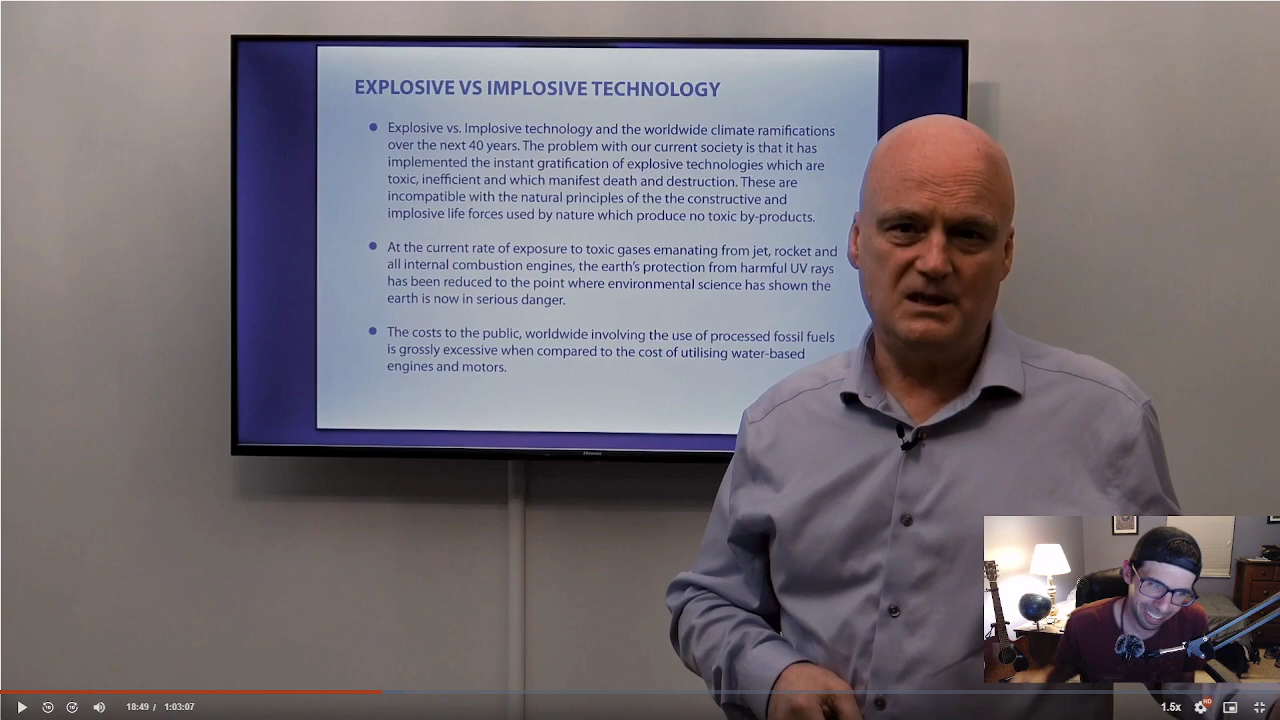 EXPLOSIVE VS IMPLOSIVE TECHNOLOGY
Explosive vs. Implosive technology and the worldwide climate ramifications
over the next 40 years. The problem with our current society is that it has
implemented the instant gratification of explosive technologies which are
toxic, inefficient and which manifest death and destruction. These are
incompatible with the natural principles of the the constructive and
implosive life forces used by nature which produce no toxic by-products.
At the current rate of exposure to toxic gases emanating from jet, rocket and
all internal combustion engines, the earth's protection from harmful UV rays
has been reduced to the point where environmental science has shown the
earth is now in serious danger.
The costs to the public, worldwide involving the use of processed fossil fuels
is grossly excessive when compared to the cost of utilising water-based
engines and motors.
Hisense
18:49 / 1:03:07
1.5x
HD